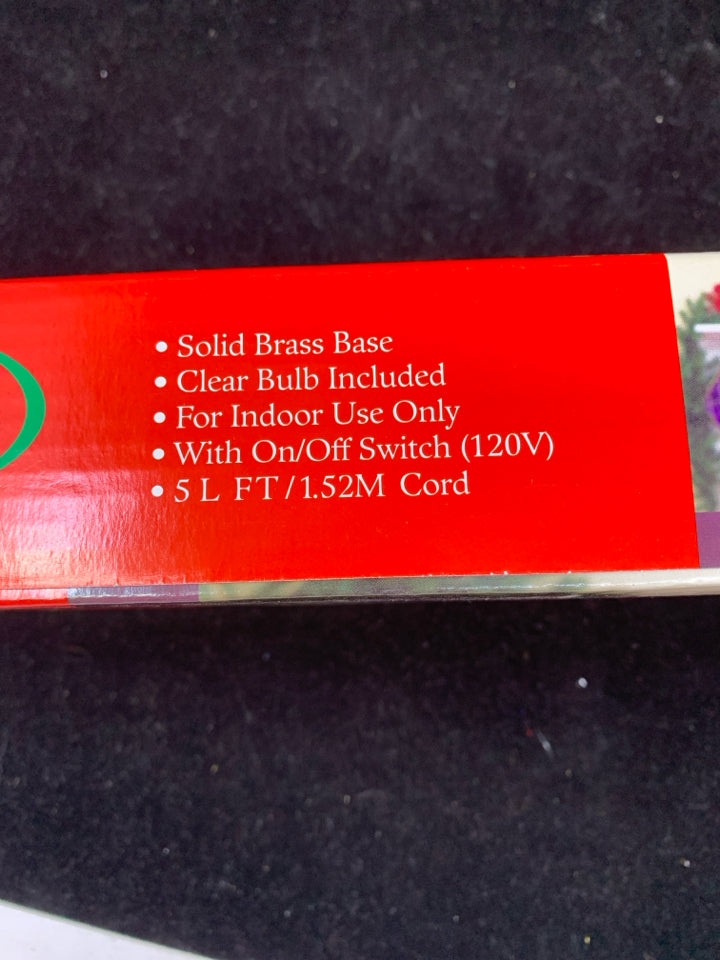 • Solid Brass Base
• Clear Bulb Included
• For Indoor Use Only
• With On/Off Switch (120V)
• 5 L FT/1.52M Cord